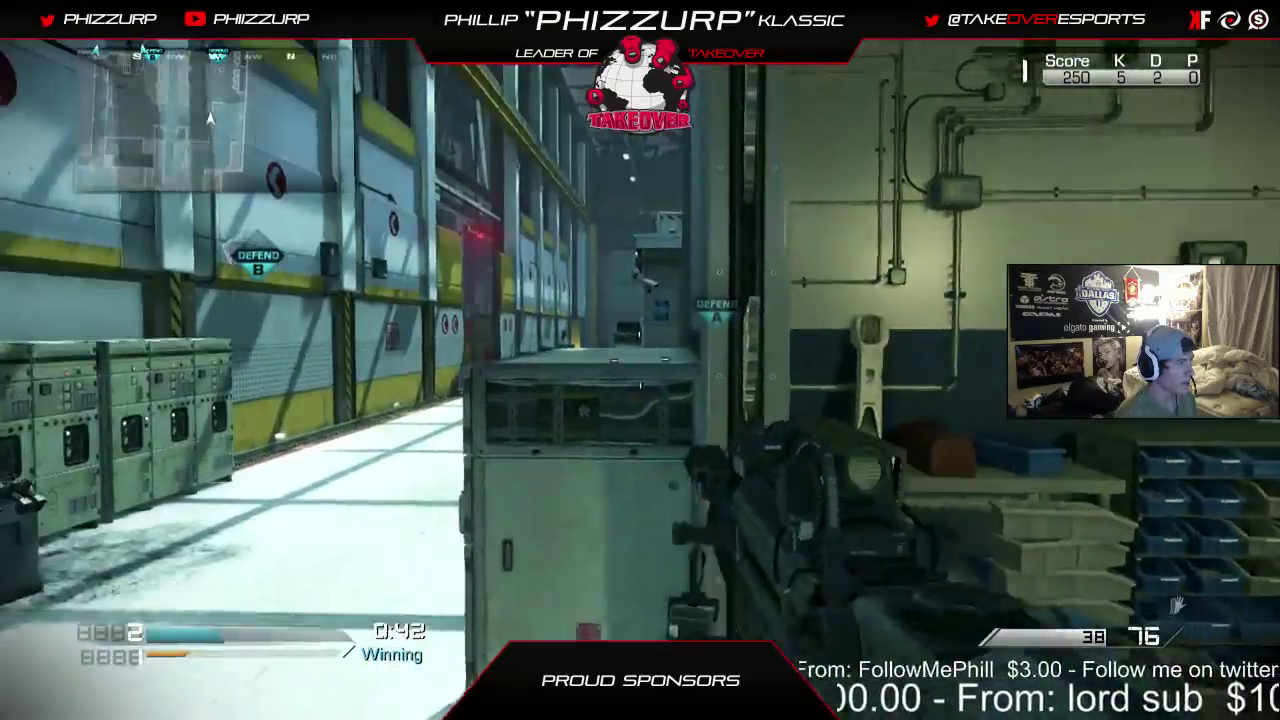 PHIZZURP
PHIIZZURP
PHILLIP "PHIZZURP" KLASSIC
@TAKEOVERESPORTS
LEADER OF TAKEOVER
TAKEOVER
Score K D P
250 5 2 0
DEFEND
B
DEFEND
A
DALLAS
elgato gaming
0:42
Winning
38 76
PROUD SPONSORS
From: FollowMePhill $3.00 - Follow me on twitter
00.00 - From: lord sub $10